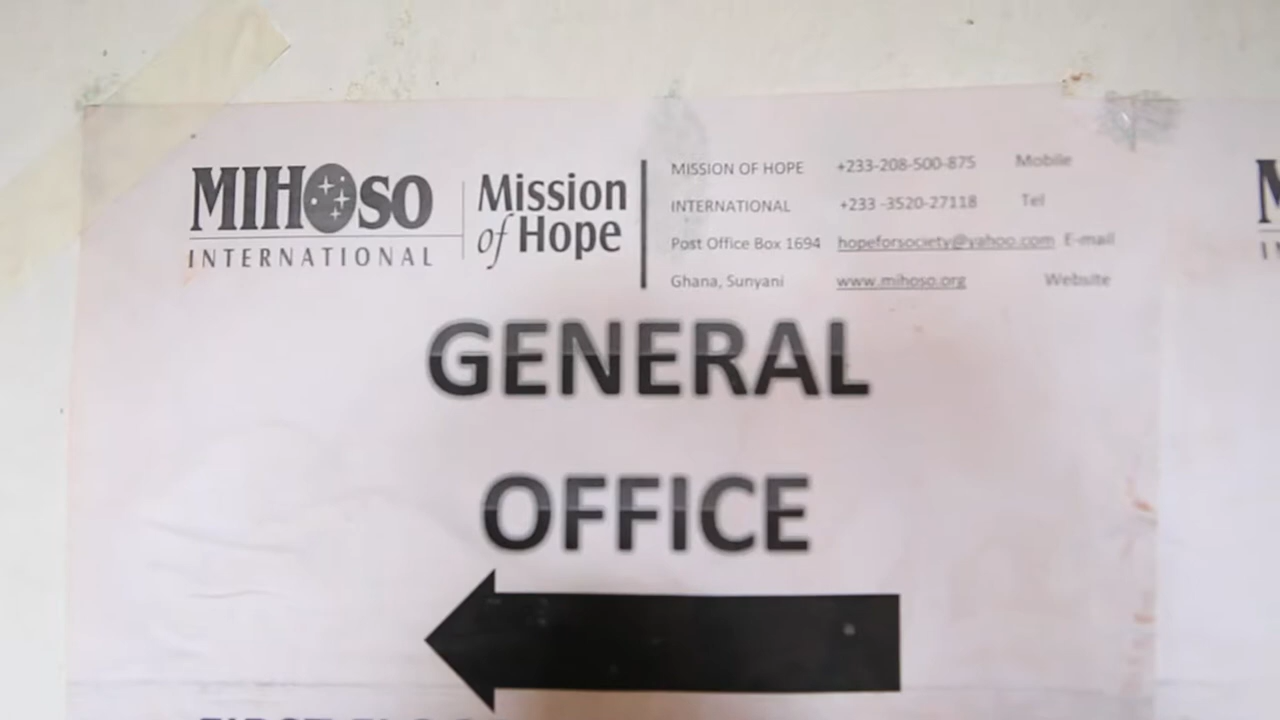 MIHOSO
INTERNATIONAL
Mission
of Hope
MISSION OF HOPE +233-208-500-875 Mobile
INTERNATIONAL +233 -3520-27118 Tel
Post Office Box 1694 hopeforsociety@yahoo.com E-mail
Ghana, Sunyani www.mihoso.org Website
GENERAL
OFFICE